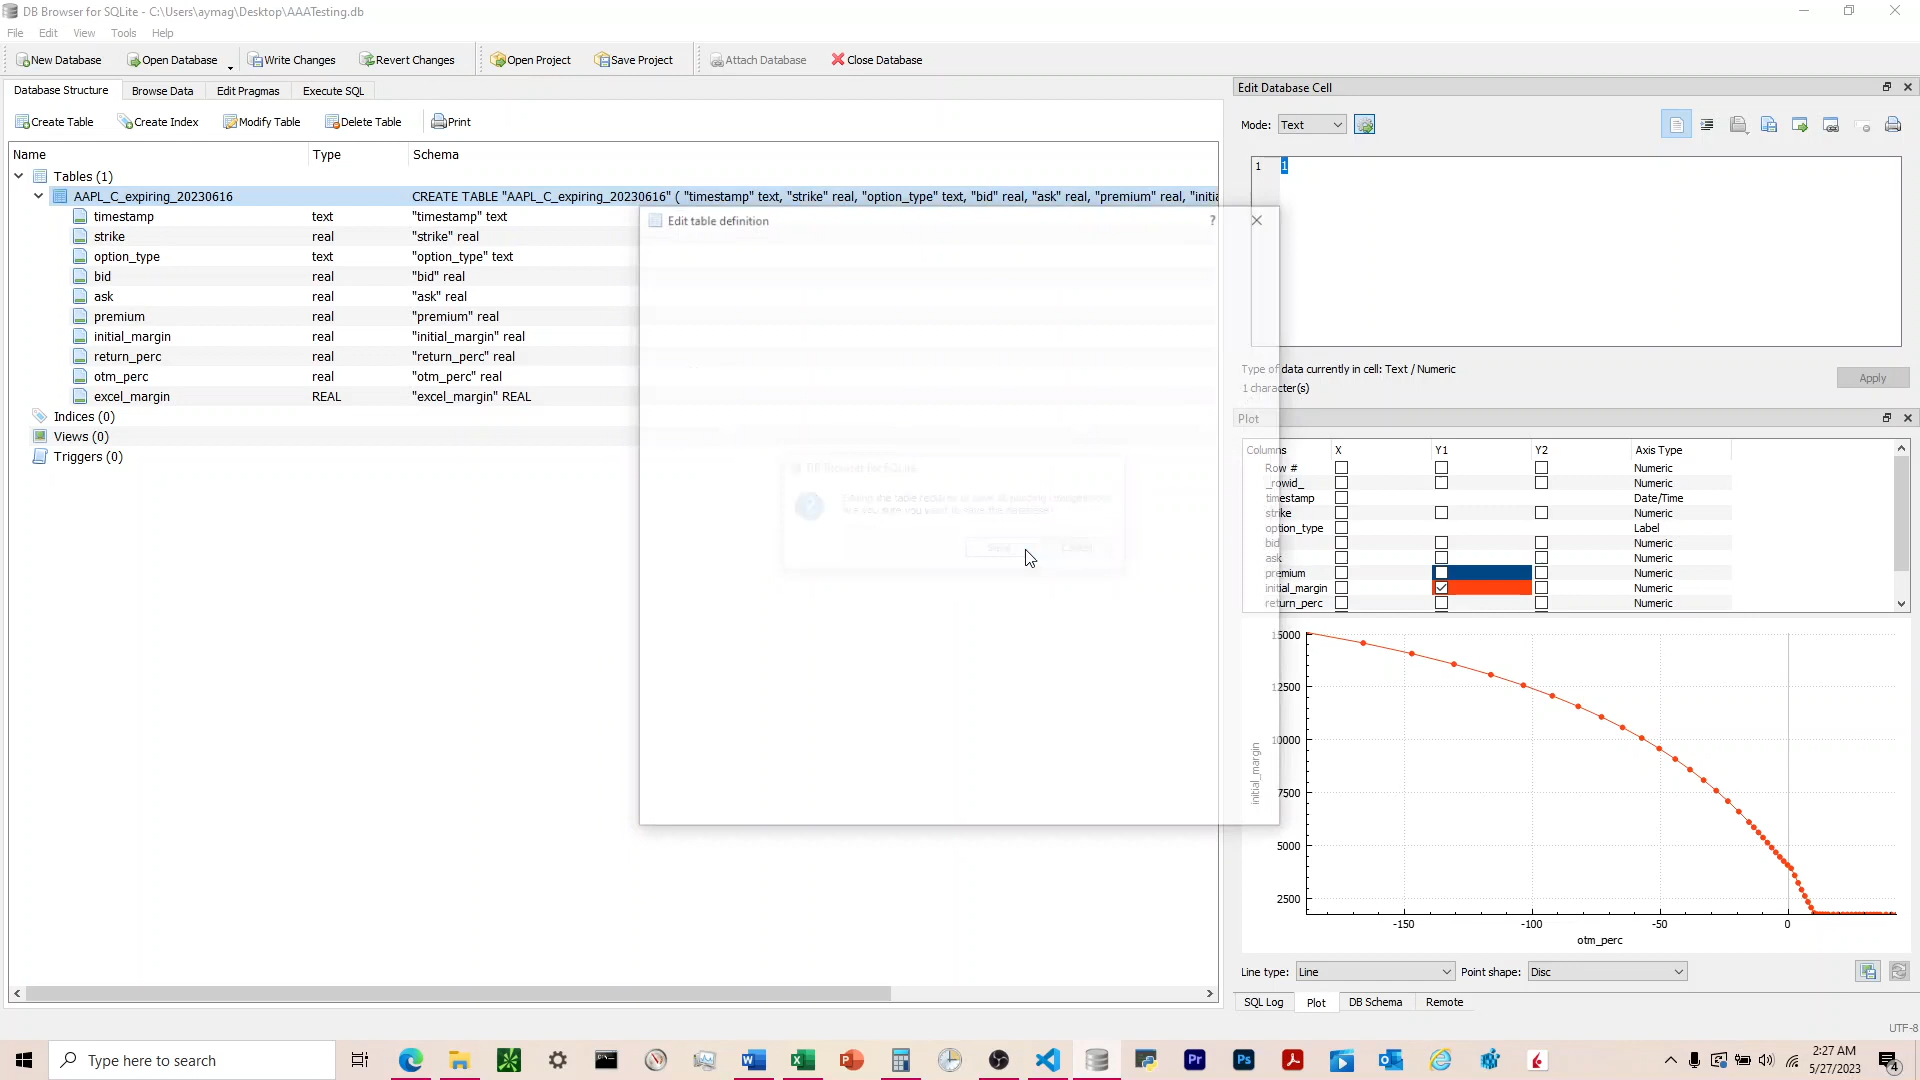 DB Browser for SQLite - C:\Users\aymag\Desktop\AAATesting.db
File Edit View Tools Help
New Database Open Database Write Changes Revert Changes Open Project Save Project Attach Database Close Database
Database Structure Browse Data Edit Pragmas Execute SQL
Create Table Create Index Modify Table Delete Table Print
Name Type Schema
Tables (1)
AAPL_C_expiring_20230616 CREATE TABLE "AAPL_C_expiring_20230616" ( "timestamp" text, "strike" real, "option_type" text, "bid" real, "ask" real, "premium" real, "initia
timestamp text "timestamp" text
strike real "strike" real
option_type text "option_type" text
bid real "bid" real
ask real "ask" real
premium real "premium" real
initial_margin real "initial_margin" real
return_perc real "return_perc" real
otm_perc real "otm_perc" real
excel_margin REAL "excel_margin" REAL
Indices (0)
Views (0)
Triggers (0)
Edit table definition ?
DB Browser for SQLite
Save Cancel
Edit Database Cell
Mode: Text
1 1
Type of data currently in cell: Text / Numeric
1 character(s)
Apply
Plot
Columns X Y1 Y2 Axis Type
Row # Numeric
_rowid_ Numeric
timestamp Date/Time
strike Numeric
option_type Label
bid Numeric
ask Numeric
premium Numeric
initial_margin Numeric
return_perc Numeric
15000
12500
10000
7500
5000
2500
initial_margin
-150 -100 -50 0
otm_perc
Line type: Line Point shape: Disc
SQL Log Plot DB Schema Remote
UTF-8
Type here to search
2:27 AM
5/27/2023
4